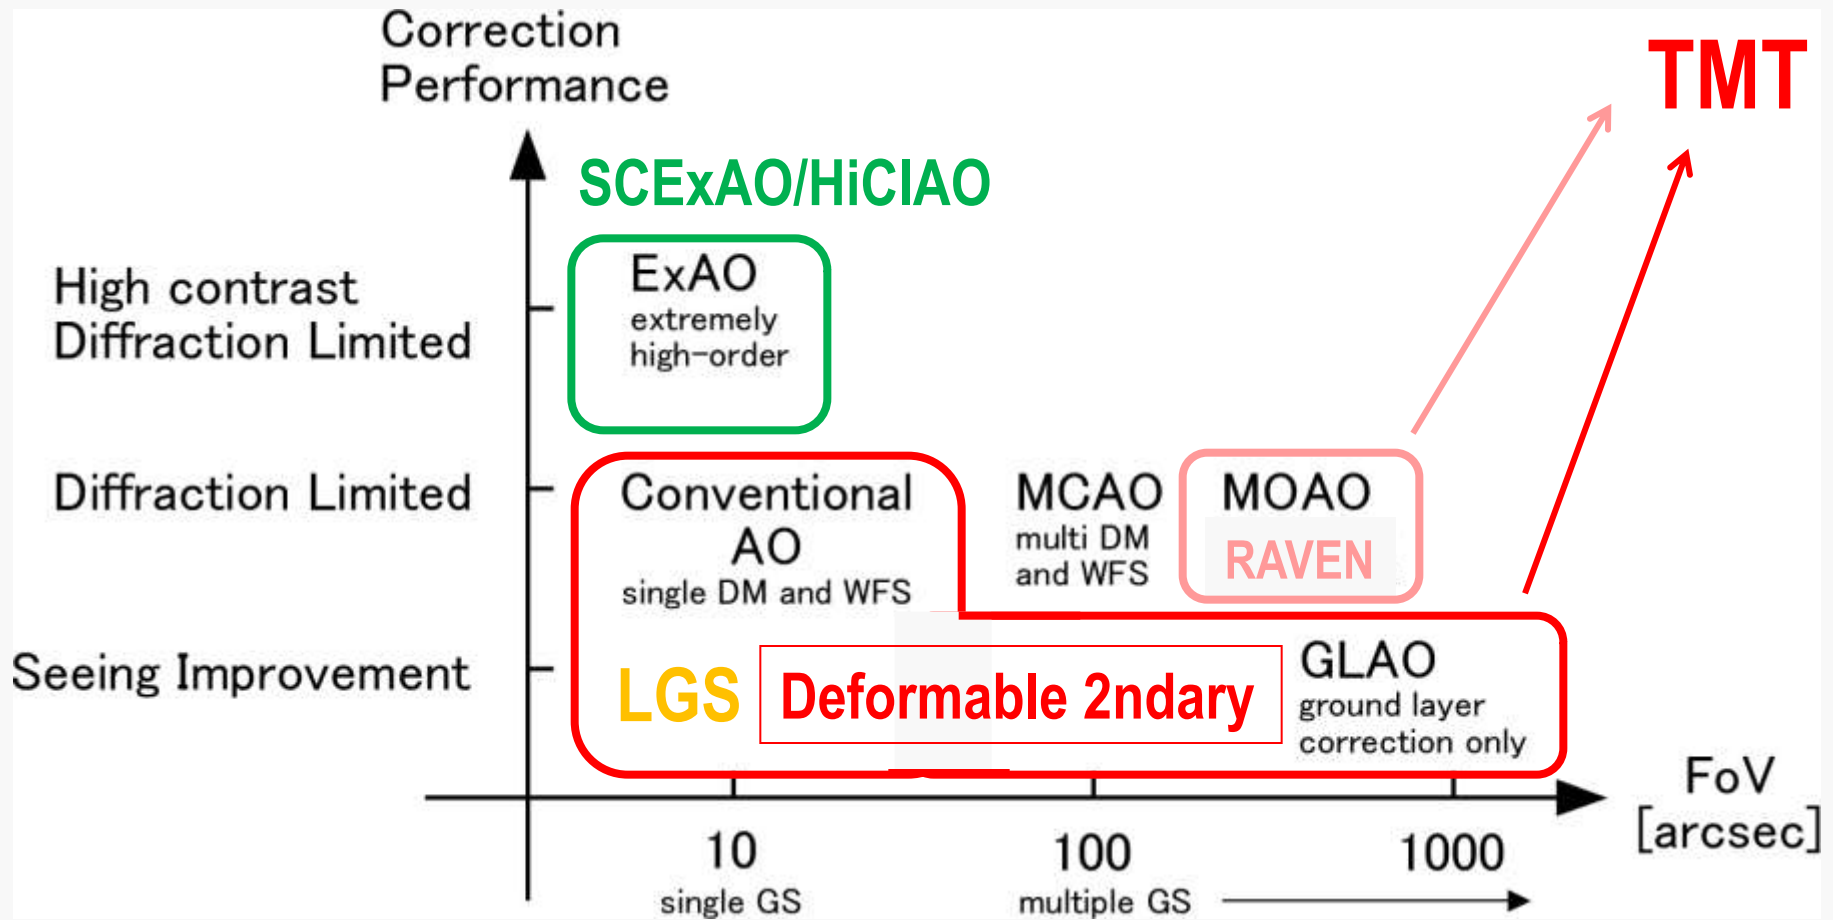 Correction
Performance
TMT
SCExAO/HiCIAO
High contrast
Diffraction Limited
ExAO
extremely
high-order
Diffraction Limited
Conventional
AO
single DM and WFS
MCAO
multi DM
and WFS
MOAO
RAVEN
Seeing Improvement
LGS
Deformable 2ndary
GLAO
ground layer
correction only
FoV
[arcsec]
10
100
1000
single GS
multiple GS